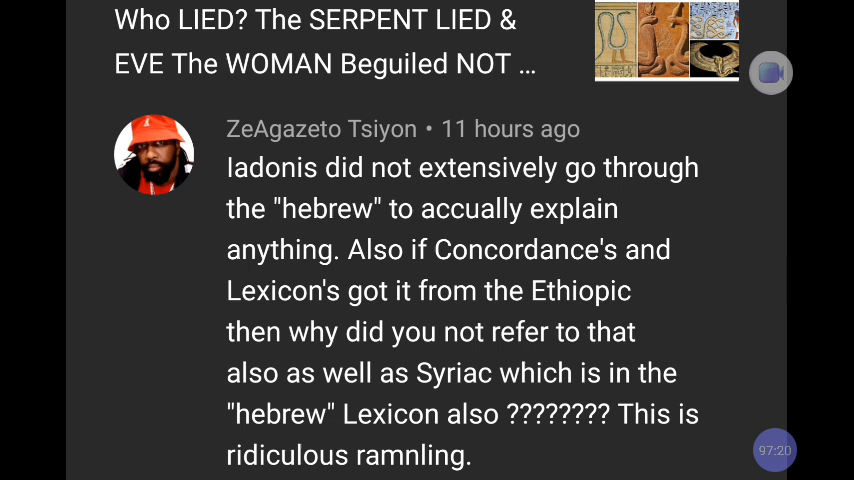 Who LIED? The SERPENT LIED &
EVE The WOMAN Beguiled NOT ...
ZeAgazeto Tsiyon • 11 hours ago
Iadonis did not extensively go through
the "hebrew" to accually explain
anything. Also if Concordance's and
Lexicon's got it from the Ethiopic
then why did you not refer to that
also as well as Syriac which is in the
"hebrew" Lexicon also ???????? This is
ridiculous ramnling.
97:20